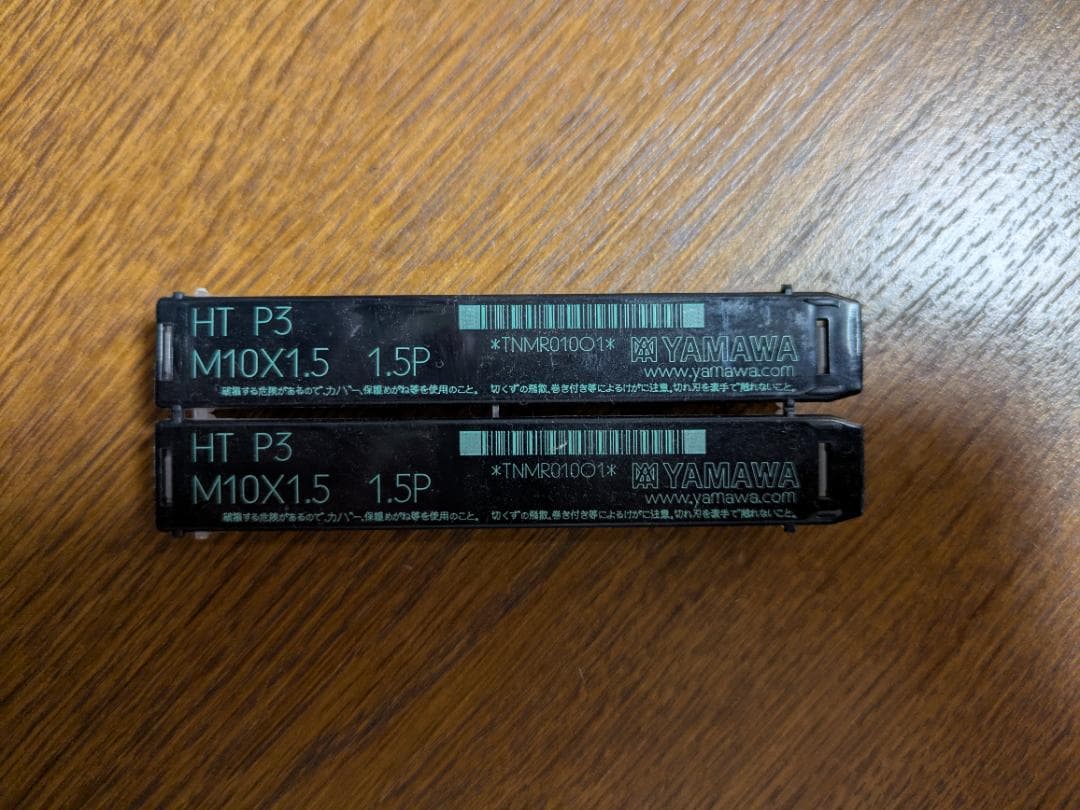 HT P3
M10X1.5 1.5P
*TNMR010O1* YAMAWA
www.yamawa.com
破損する危険があるので、カバー、保護めがね等を使用のこと。 切くずの飛散、巻き付き等によるけがに注意。切れ刃を素手で触れないこと。
HT P3
M10X1.5 1.5P
*TNMR010O1* YAMAWA
www.yamawa.com
破損する危険があるので、カバー、保護めがね等を使用のこと。 切くずの飛散、巻き付き等によるけがに注意。切れ刃を素手で触れないこと。